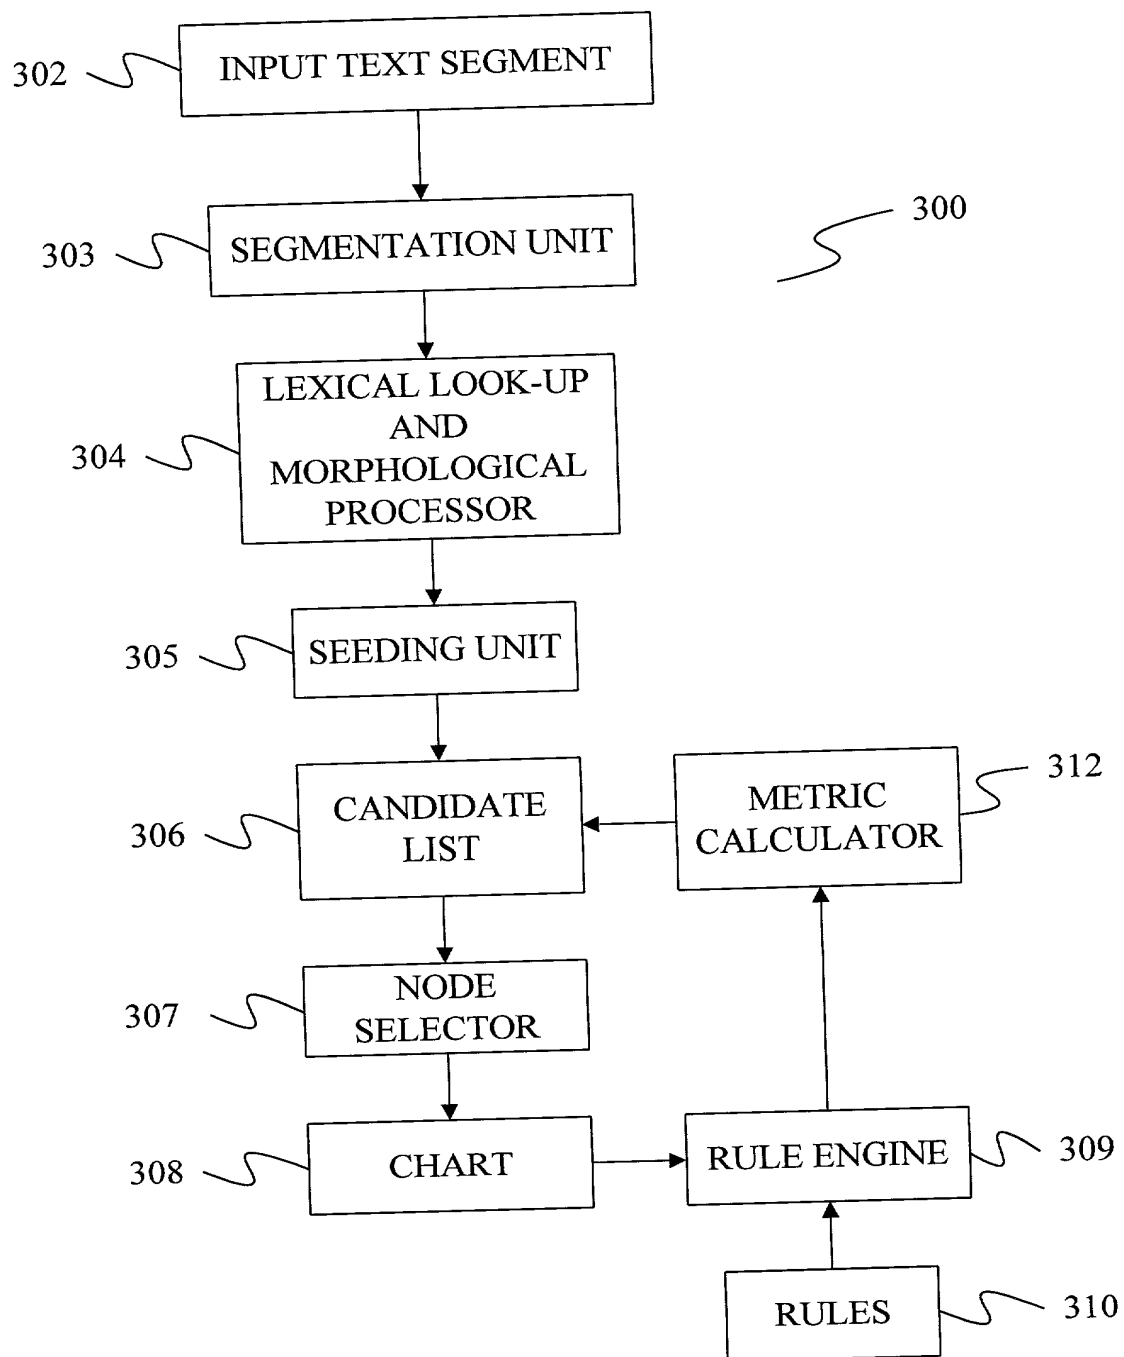 302
INPUT TEXT SEGMENT
300
303
SEGMENTATION UNIT
304
LEXICAL LOOK-UP
AND
MORPHOLOGICAL
PROCESSOR
305
SEEDING UNIT
306
CANDIDATE
LIST
METRIC
CALCULATOR
312
307
NODE
SELECTOR
308
CHART
RULE ENGINE
309
RULES
310